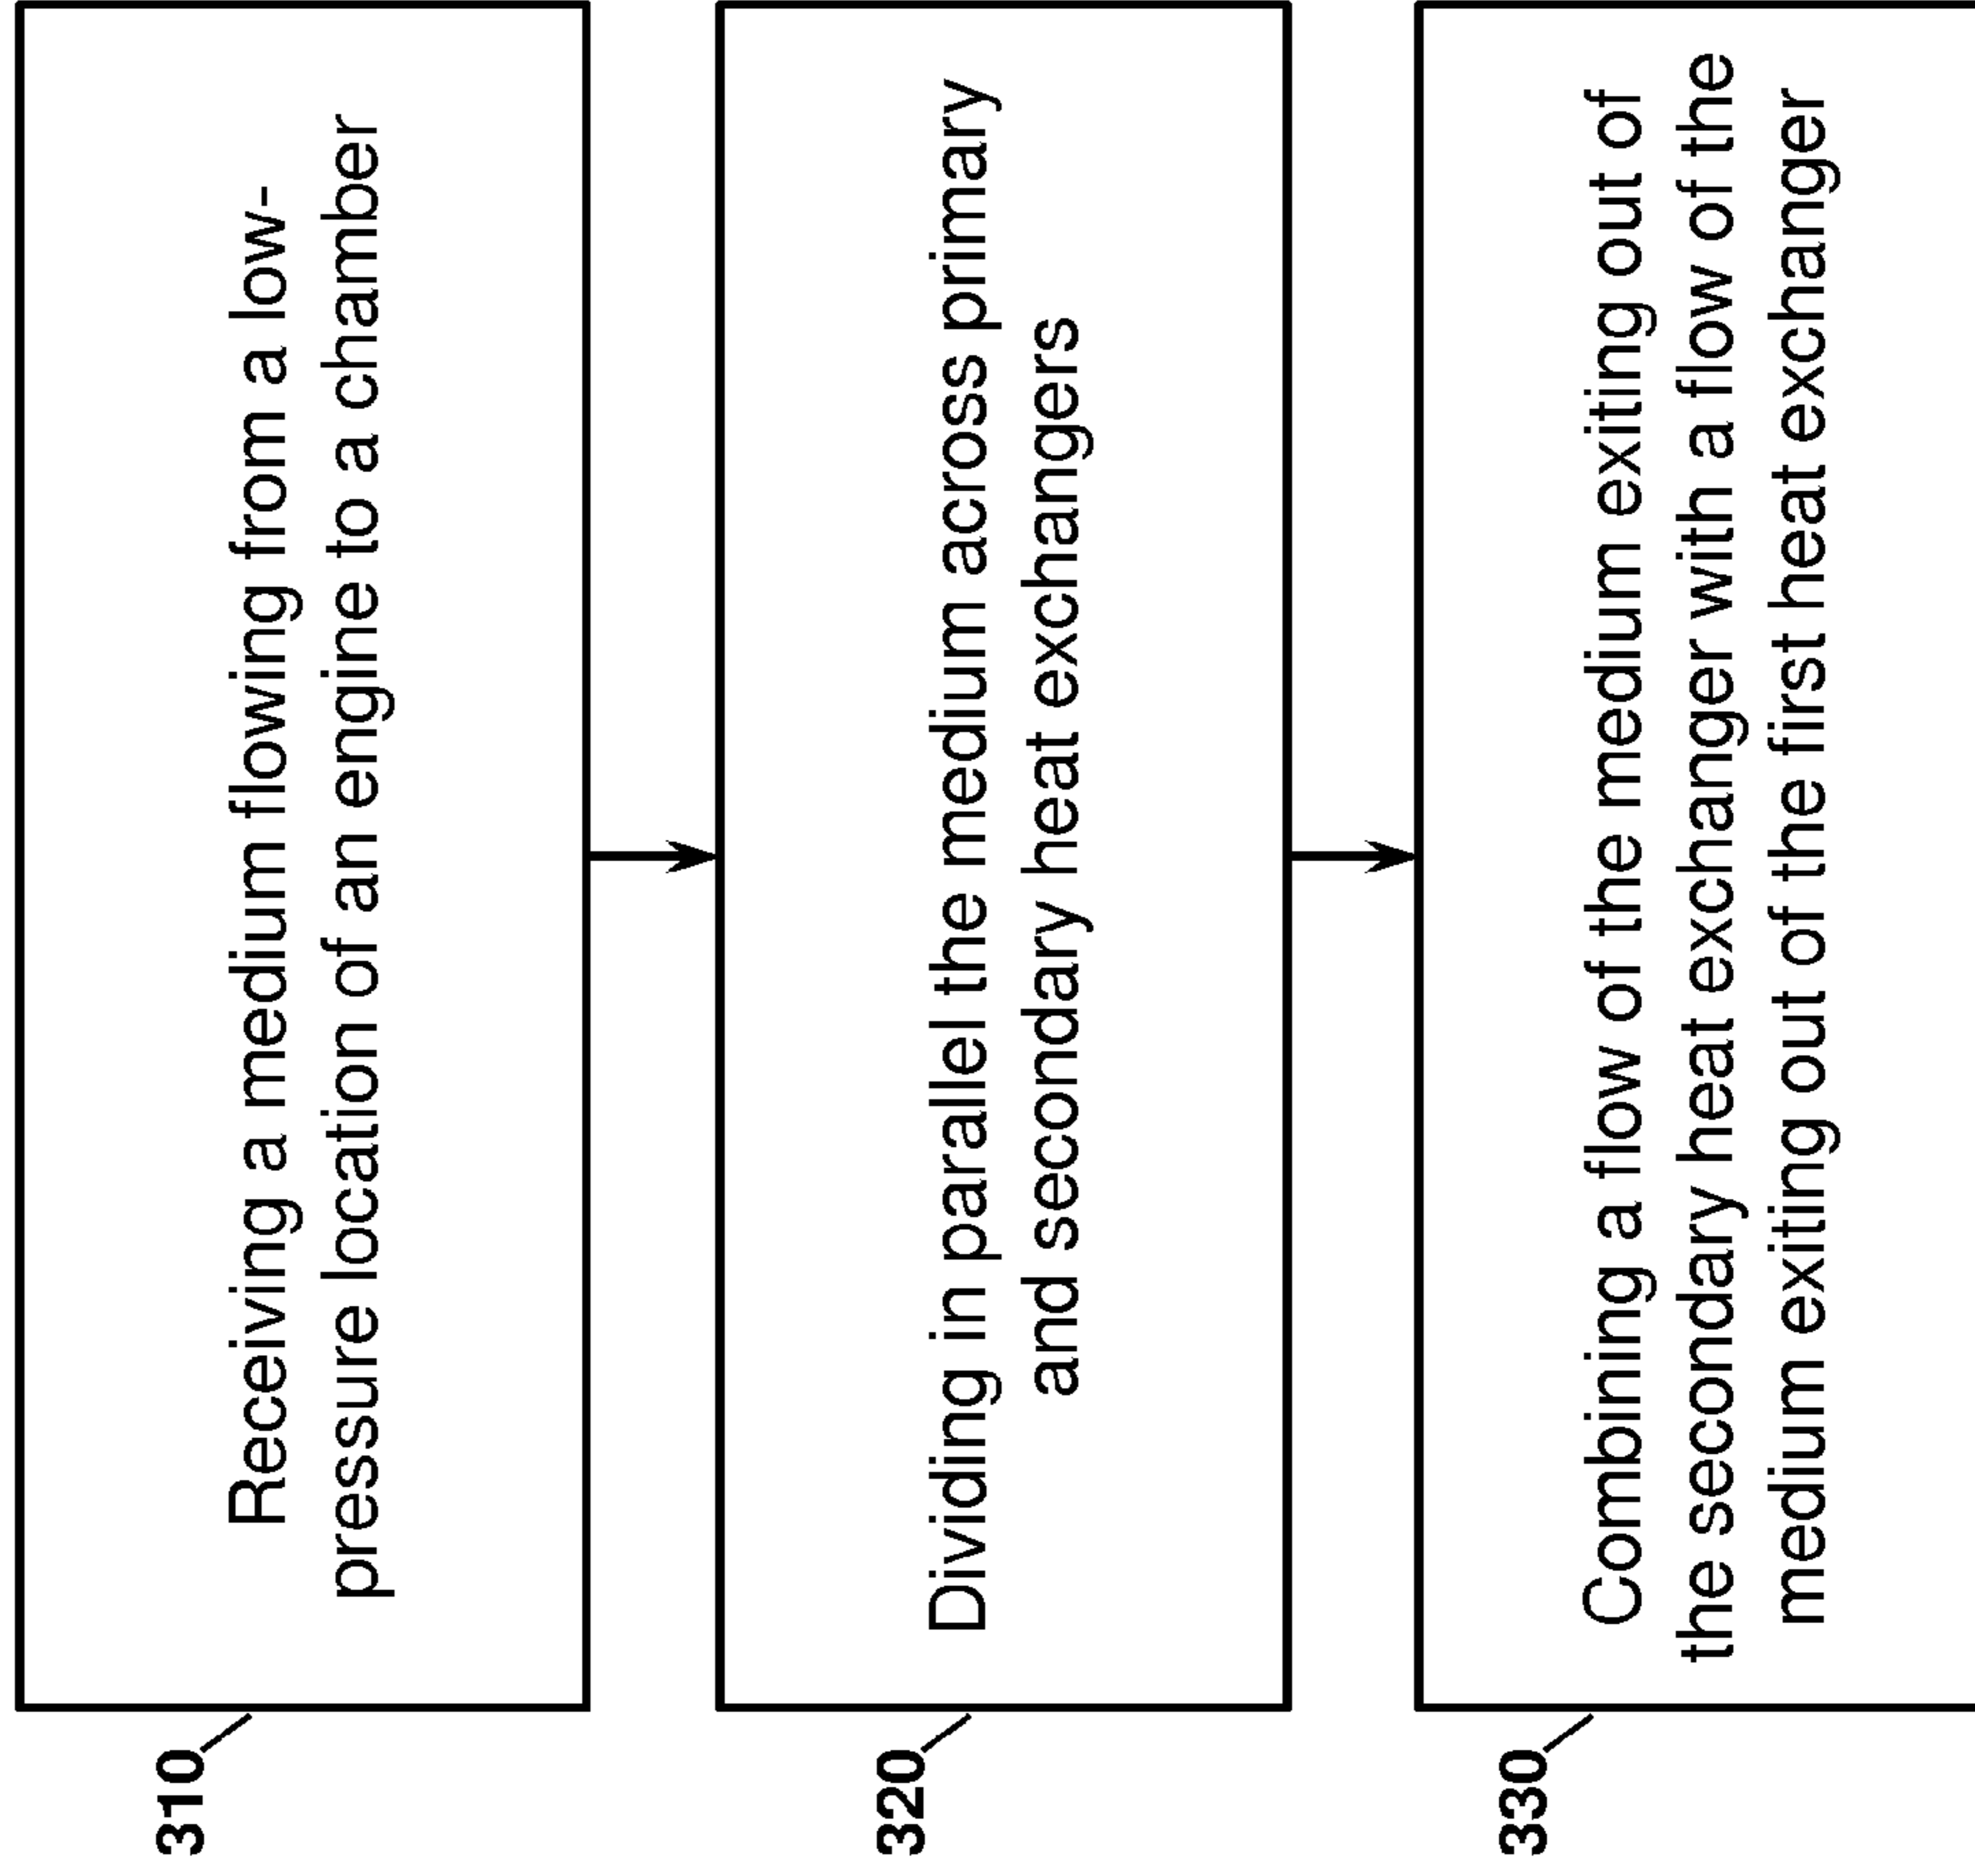 310
Receiving a medium flowing from a low-
pressure location of an engine to a chamber
320
Dividing in parallel the medium across primary
and secondary heat exchangers
330
Combining a flow of the medium exiting out of
the secondary heat exchanger with a flow of the
medium exiting out of the first heat exchanger